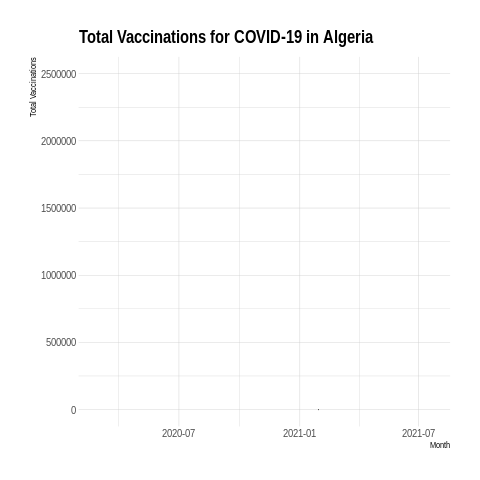 Total Vaccinations for COVID-19 in Algeria
Total Vaccinations
2500000
2000000
1500000
1000000
500000
0
2020-07 2021-01 2021-07
Month